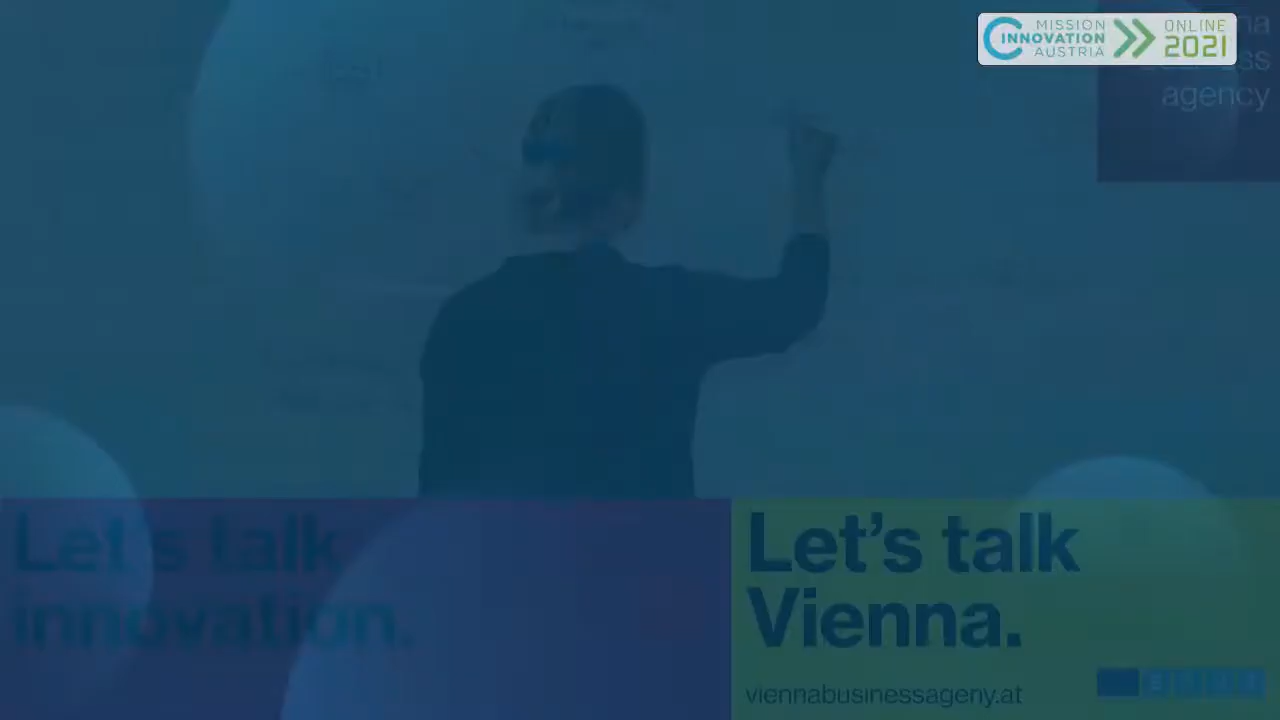 MISSION
INNOVATION
AUSTRIA
ONLINE
2021
agency
Let's talk
innovation.
Let’s talk
Vienna.
viennabusinessageny.at